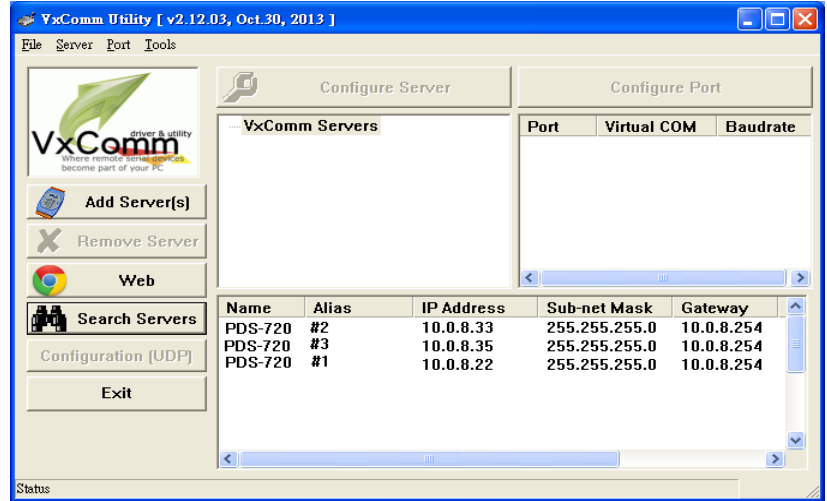 VxComm Utility [ v2.12.03, Oct.30, 2013 ]
File Server Port Tools
VxComm
driver & utility
Where remote serial devices
become part of your PC
Configure Server
Configure Port
VxComm Servers
Port Virtual COM Baudrate
Add Server(s)
Remove Server
Web
Search Servers
Configuration (UDP)
Exit
Name Alias IP Address Sub-net Mask Gateway
PDS-720 #2 10.0.8.33 255.255.255.0 10.0.8.254
PDS-720 #3 10.0.8.35 255.255.255.0 10.0.8.254
PDS-720 #1 10.0.8.22 255.255.255.0 10.0.8.254
Status